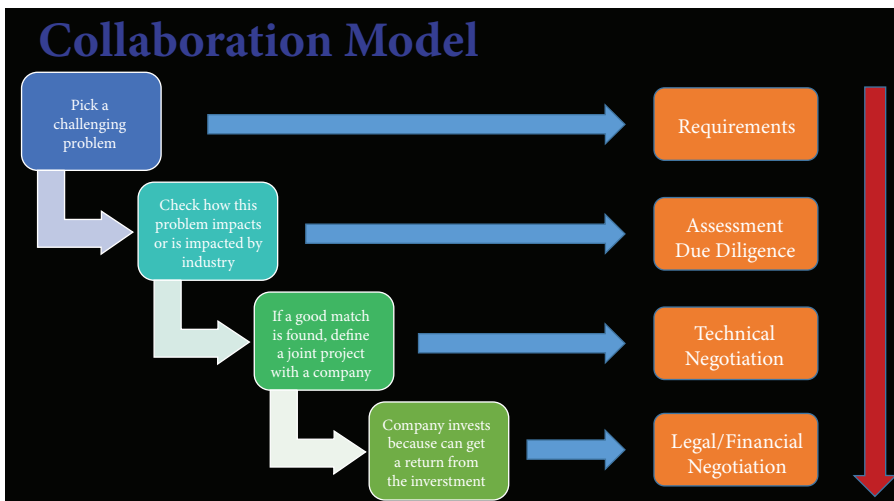 Collaboration Model
Pick a
challenging
problem
Requirements
Check how this
problem impacts
or is impacted by
industry
Assessment
Due Diligence
If a good match
is found, define
a joint project
with a company
Technical
Negotiation
Company invests
because can get
a return from
the inverstment
Legal/Financial
Negotiation